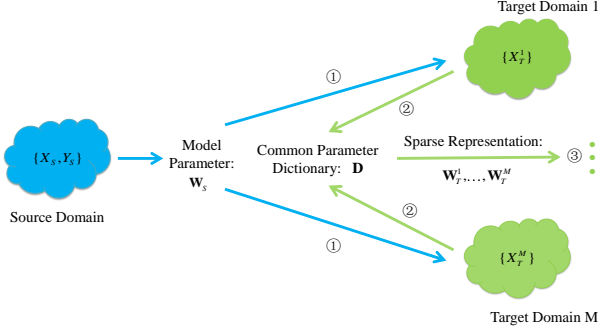 Target Domain 1
{X_T^1}
①
②
{X_S, Y_S}
Model
Parameter:
W_S
Common Parameter
Dictionary: D
Sparse Representation:
W_T^1,…, W_T^M
③
Source Domain
②
①
{X_T^M}
Target Domain M